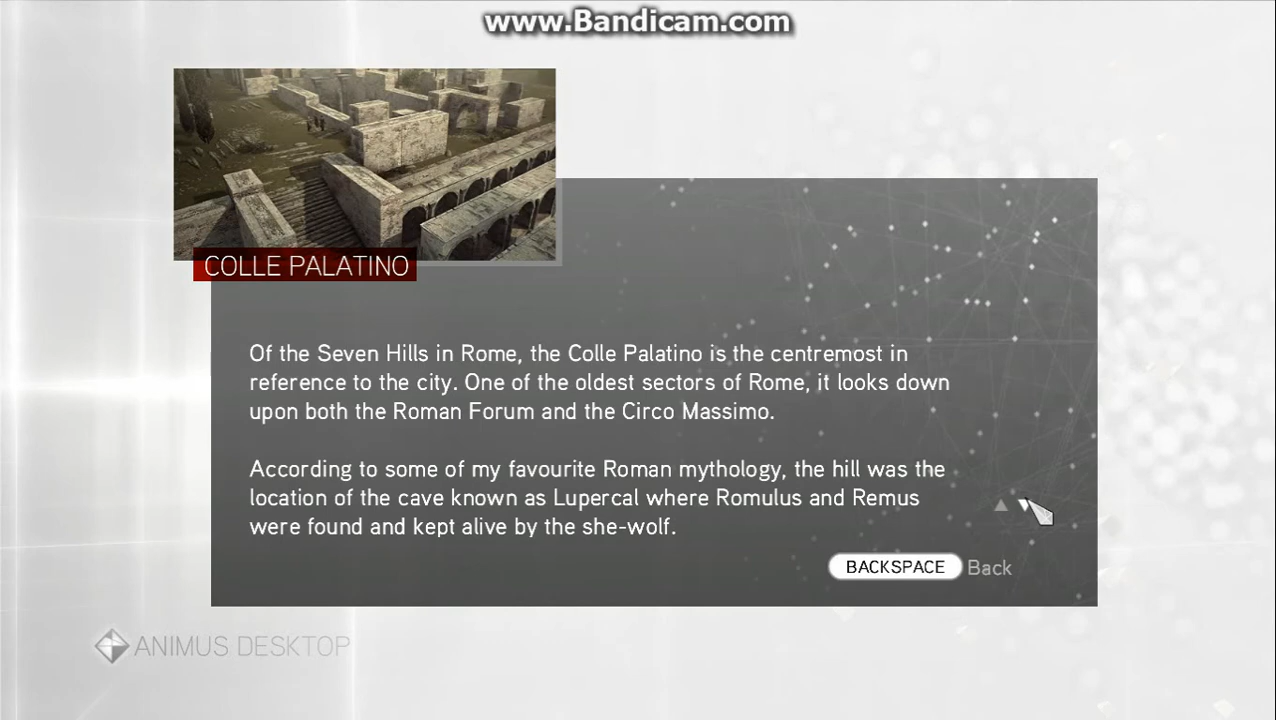 www.Bandicam.com
COLLE PALATINO
Of the Seven Hills in Rome, the Colle Palatino is the centremost in
reference to the city. One of the oldest sectors of Rome, it looks down
upon both the Roman Forum and the Circo Massimo.
According to some of my favourite Roman mythology, the hill was the
location of the cave known as Lupercal where Romulus and Remus
were found and kept alive by the she-wolf.
BACKSPACE Back
ANIMUS DESKTOP